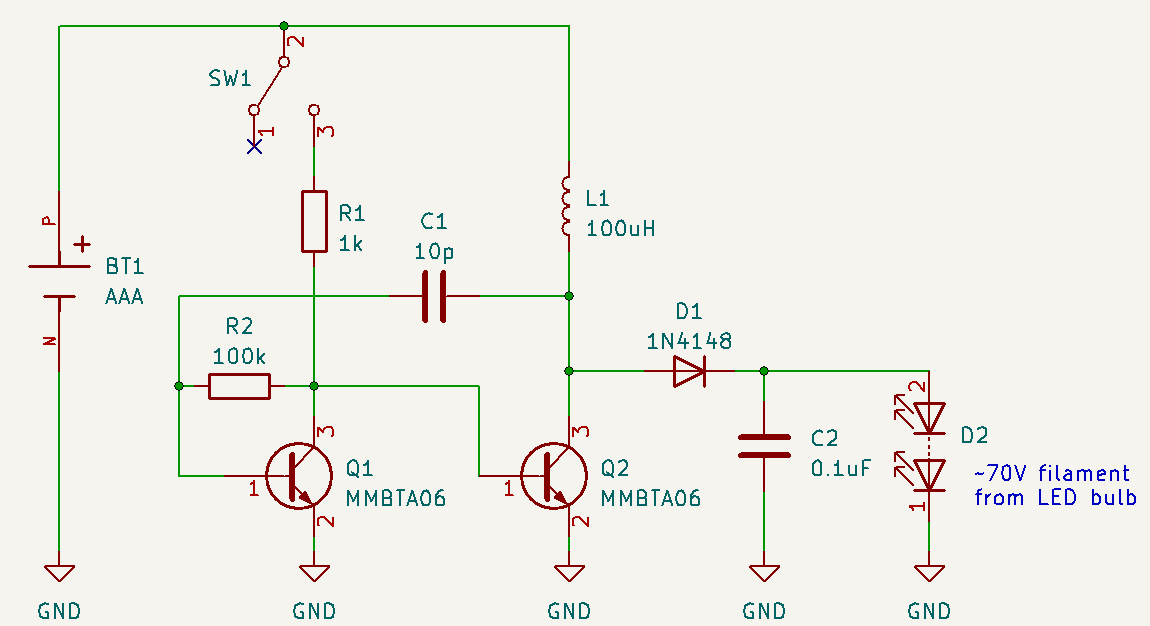 2
SW1
1
3
P
+
BT1
AAA
N
R1
1k
C1
10p
L1
100uH
R2
100k
D1
1N4148
3
Q1
MMBTA06
1
2
3
Q2
MMBTA06
1
2
C2
0.1uF
2
D2
1
~70V filament
from LED bulb
GND
GND
GND
GND
GND